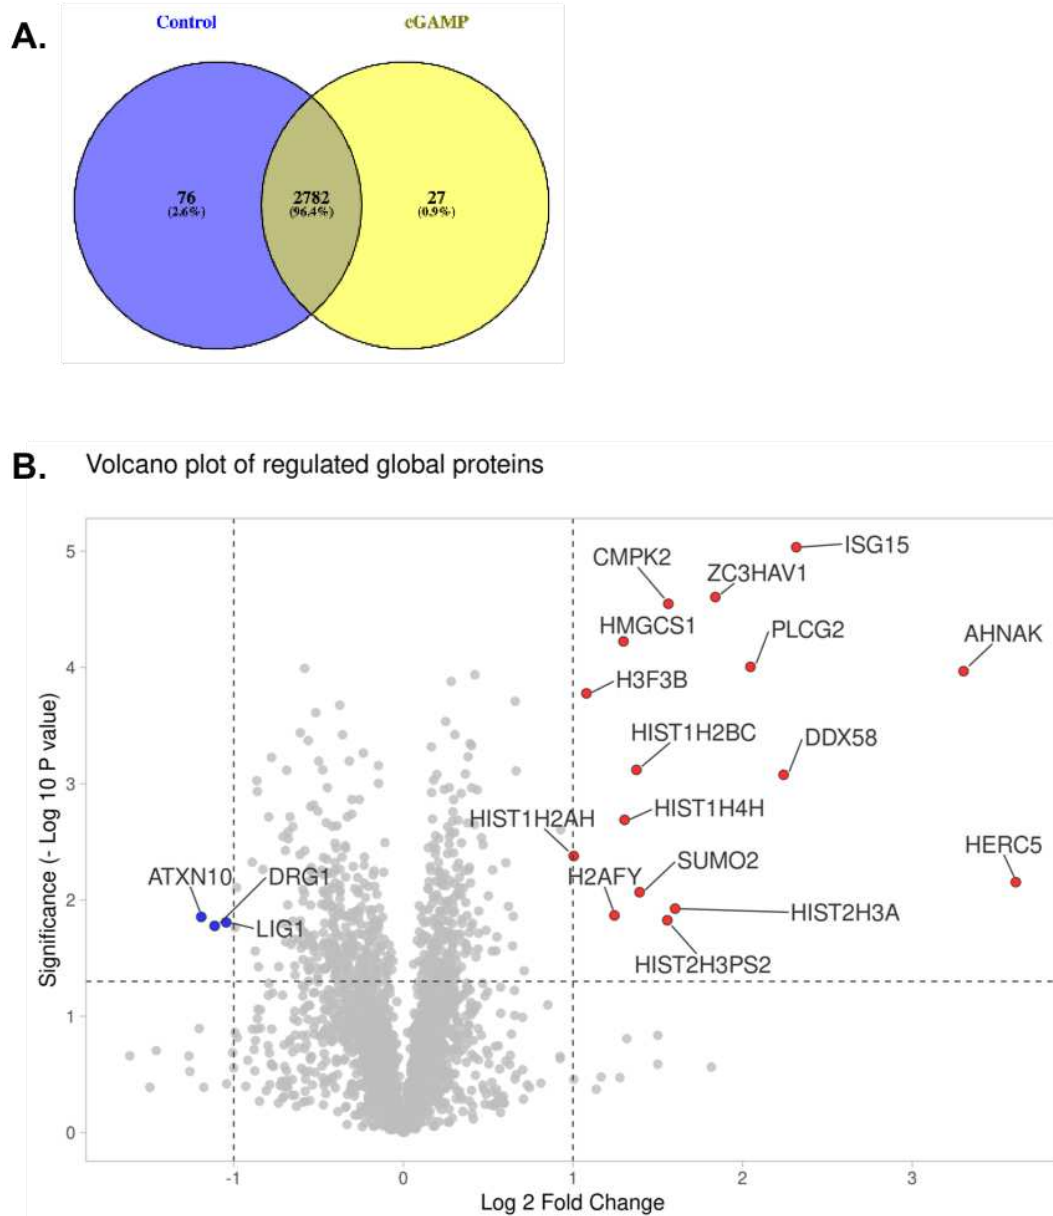 A.
Control cGAMP
76 2782 27
(2.6%) (96.4%) (0.9%)
B. Volcano plot of regulated global proteins
5
4
3
2
1
0
Significance (- Log 10 P value)
ISG15
CMPK2
ZC3HAV1
HMGCS1
PLCG2
AHNAK
H3F3B
HIST1H2BC
DDX58
HIST1H2AH
HIST1H4H
HERC5
H2AFY
SUMO2
ATXN10
DRG1
LIG1
HIST2H3A
HIST2H3PS2
-1 0 1 2 3
Log 2 Fold Change